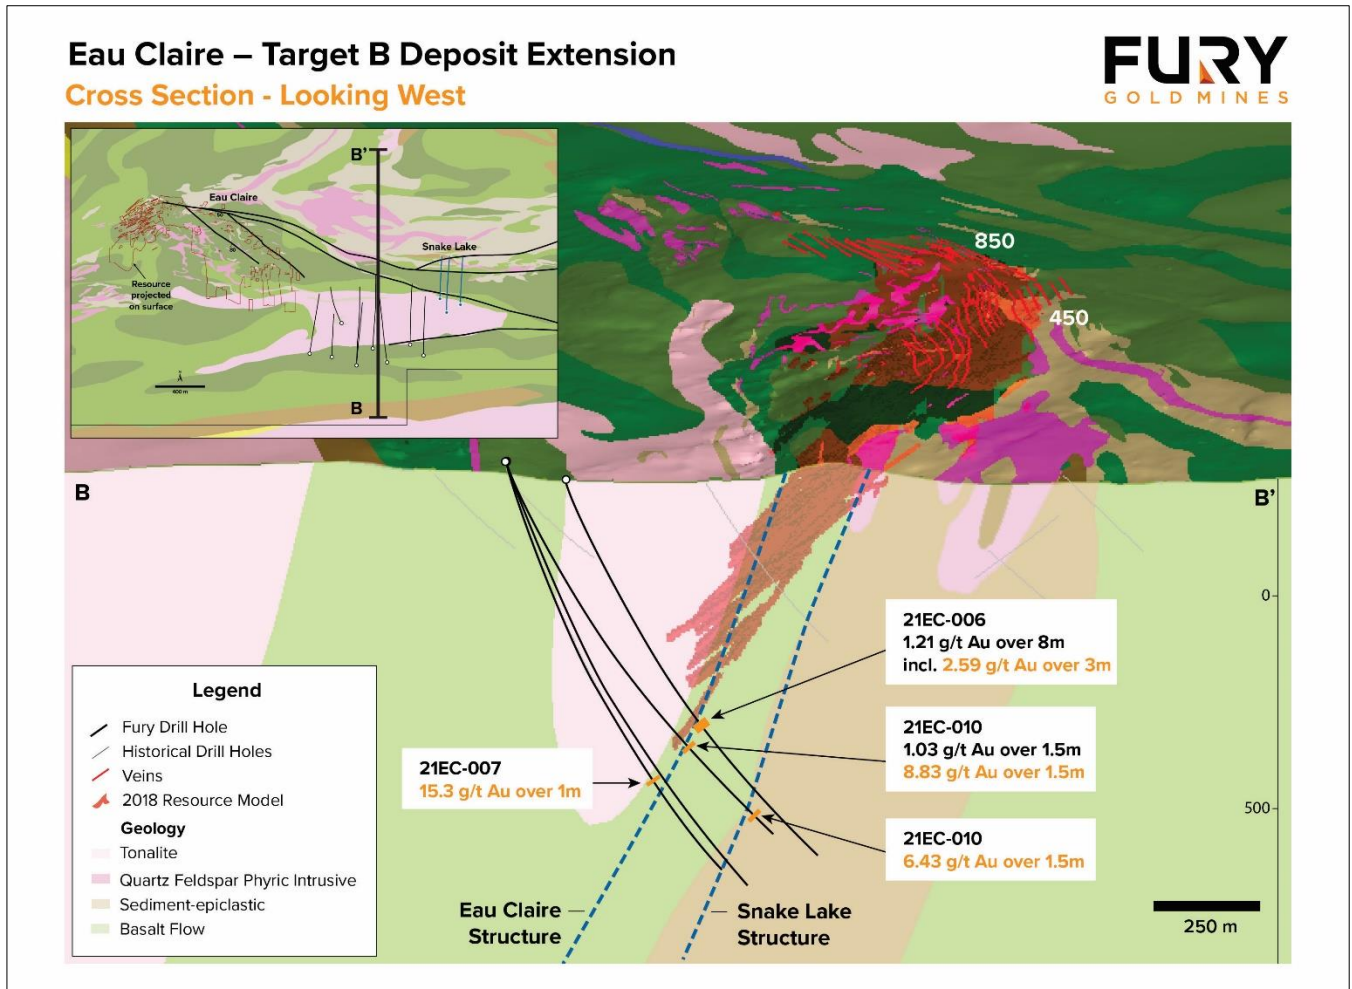 Eau Claire – Target B Deposit Extension
Cross Section - Looking West
FURY
GOLD MINES
B'
Eau Claire
Snake Lake
Resource
projected
on surface
400 m
B
850
450
B
B'
0
500
21EC-006
1.21 g/t Au over 8m
incl. 2.59 g/t Au over 3m
21EC-010
1.03 g/t Au over 1.5m
8.83 g/t Au over 1.5m
21EC-007
15.3 g/t Au over 1m
21EC-010
6.43 g/t Au over 1.5m
Legend
Fury Drill Hole
Historical Drill Holes
Veins
2018 Resource Model
Geology
Tonalite
Quartz Feldspar Phyric Intrusive
Sediment-epiclastic
Basalt Flow
Eau Claire
Structure
Snake Lake
Structure
250 m